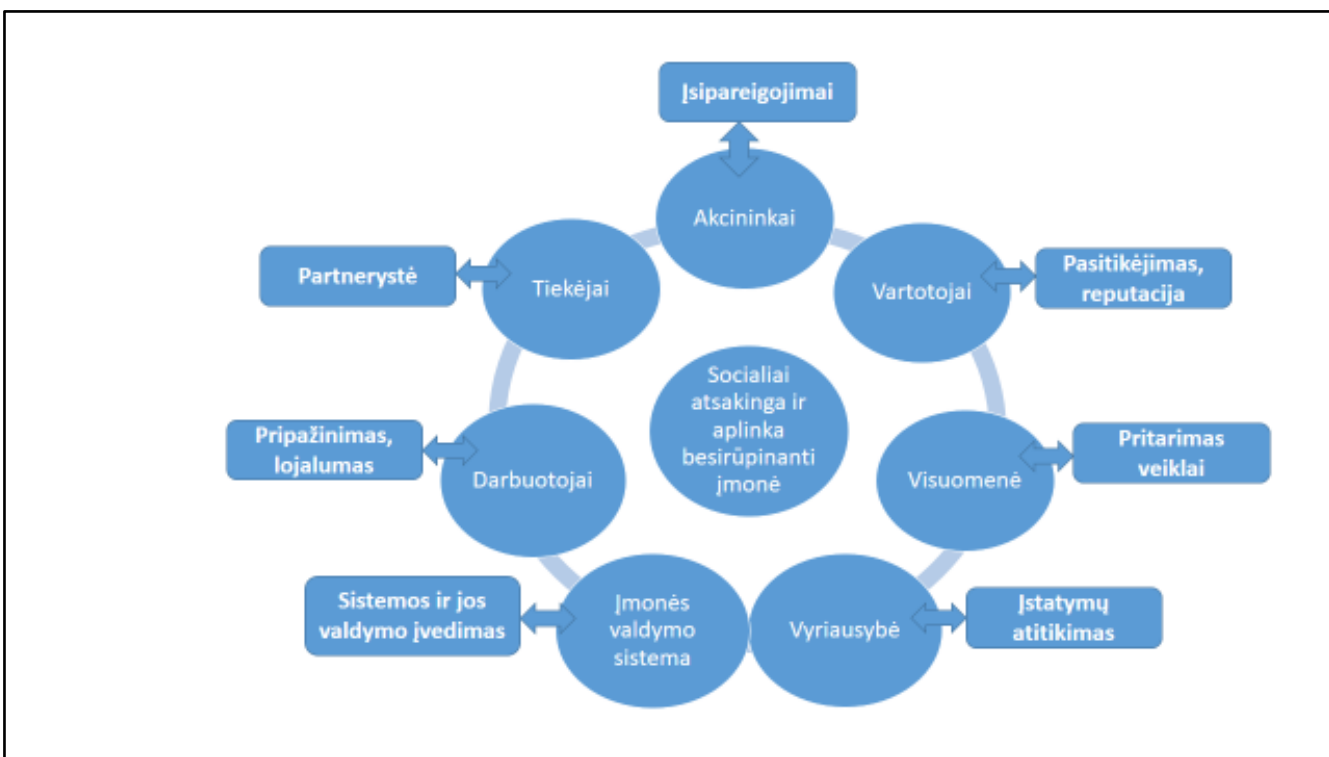 Įsipareigojimai
Akcininkai
Partnerystė
Tiekėjai
Vartotojai
Pasitikėjimas,
reputacija
Socialiai
atsakinga ir
aplinka
besirūpinanti
įmonė
Pripažinimas,
lojalumas
Darbuotojai
Visuomenė
Pritarimas
veiklai
Sistemos ir jos
valdymo įvedimas
Įmonės
valdymo
sistema
Vyriausybė
Įstatymų
atitikimas